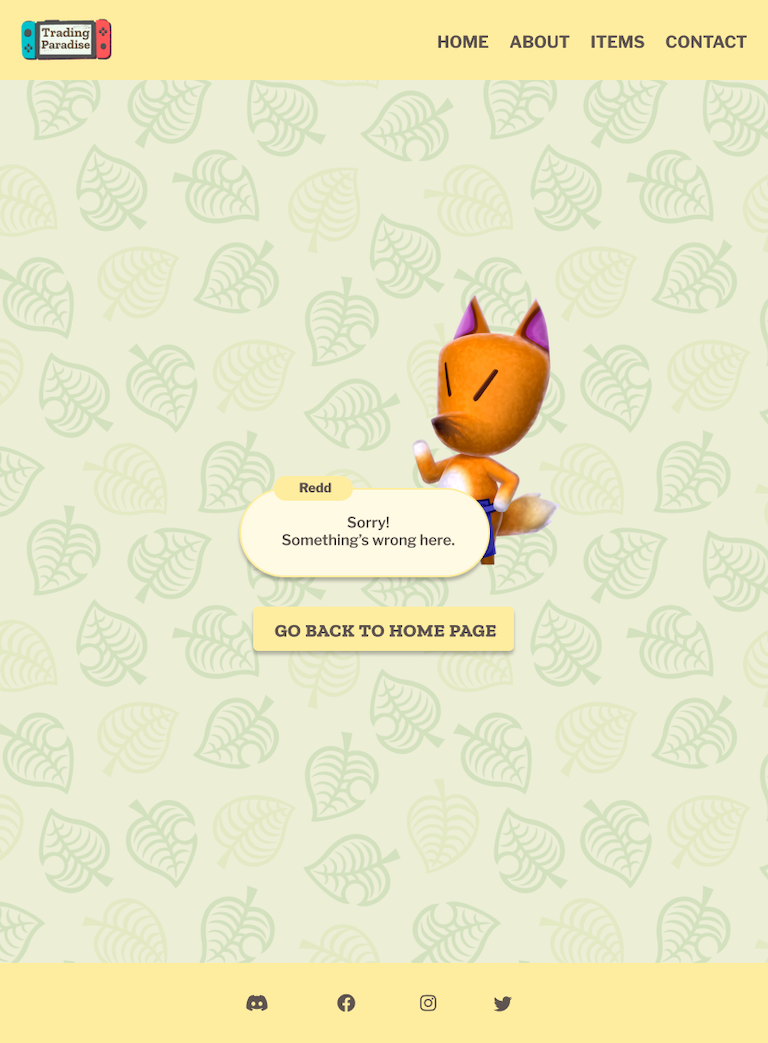 Trading
Paradise
HOME ABOUT ITEMS CONTACT
Redd
Sorry!
Something's wrong here.
GO BACK TO HOME PAGE